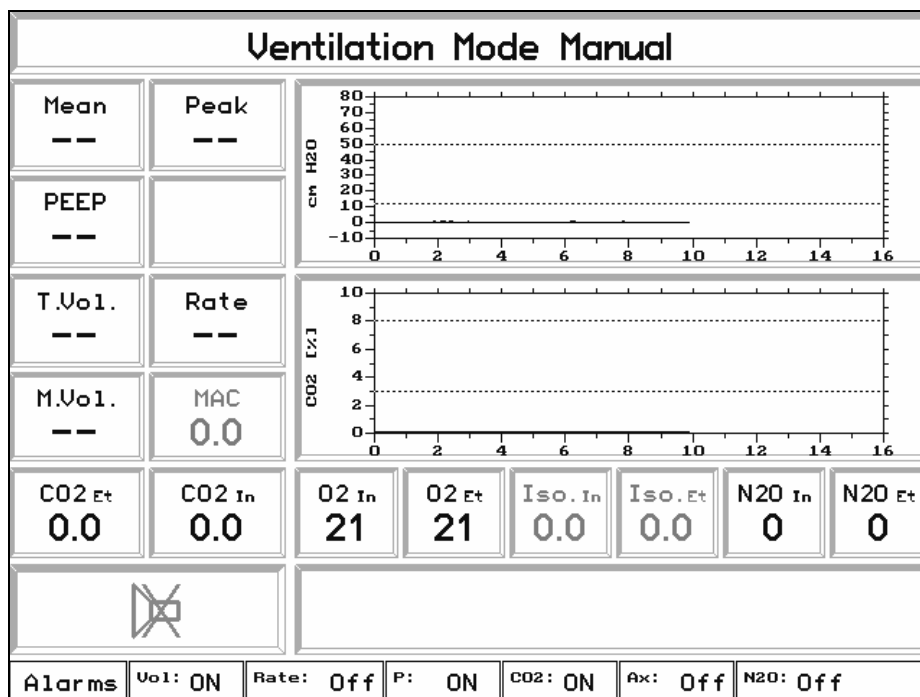 Ventilation Mode Manual
Mean Peak
-- --
PEEP
--
T.Vol. Rate
-- --
M.Vol. MAC
-- 0.0
cm H2O
80
70
60
50
40
30
20
10
0
-10
0 2 4 6 8 10 12 14 16
CO2 [%]
10
8
6
4
2
0
0 2 4 6 8 10 12 14 16
CO2 Et CO2 In O2 In O2 Et Iso. In Iso. Et N2O In N2O Et
0.0 0.0 21 21 0.0 0.0 0 0
Alarms Vol: ON Rate: Off P: ON CO2: ON Ax: Off N2O: Off